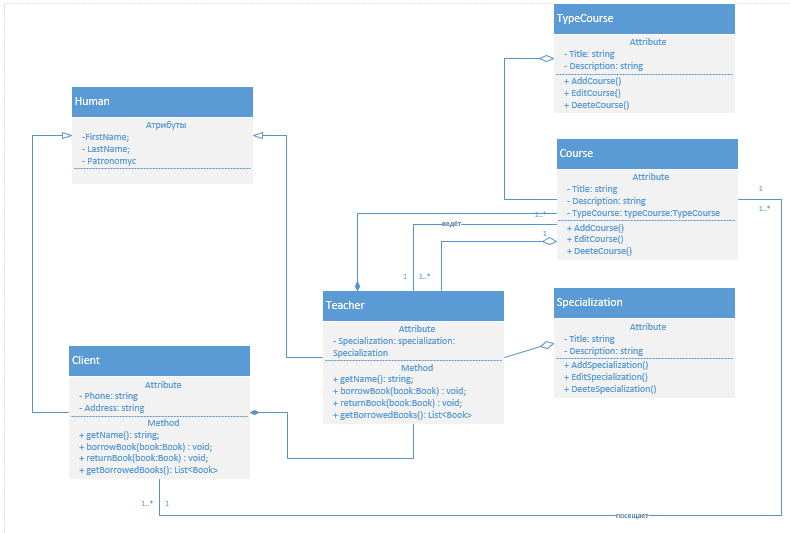 TypeCourse
Attribute
- Title: string
- Description: string
+ AddCourse()
+ EditCourse()
+ DeeteCourse()
Human
Атрибуты
-FirstName;
- LastName;
- Patronomyc
Course
Attribute
- Title: string
- Description: string
- TypeCourse: typeCourse:TypeCourse
+ AddCourse()
+ EditCourse()
+ DeeteCourse()
1
1..*
1..*
ведёт
1
1
1..*
Teacher
Attribute
- Specialization: specialization:
Specialization
Method
+ getName(): string;
+ borrowBook(book:Book) : void;
+ returnBook(book:Book) : void;
+ getBorrowedBooks(): List<Book>
Specialization
Attribute
- Title: string
- Description: string
+ AddSpecialization()
+ EditSpecialization()
+ DeeteSpecialization()
Client
Attribute
- Phone: string
- Address: string
Method
+ getName(): string;
+ borrowBook(book:Book) : void;
+ returnBook(book:Book) : void;
+ getBorrowedBooks(): List<Book>
1..*
1
посещает